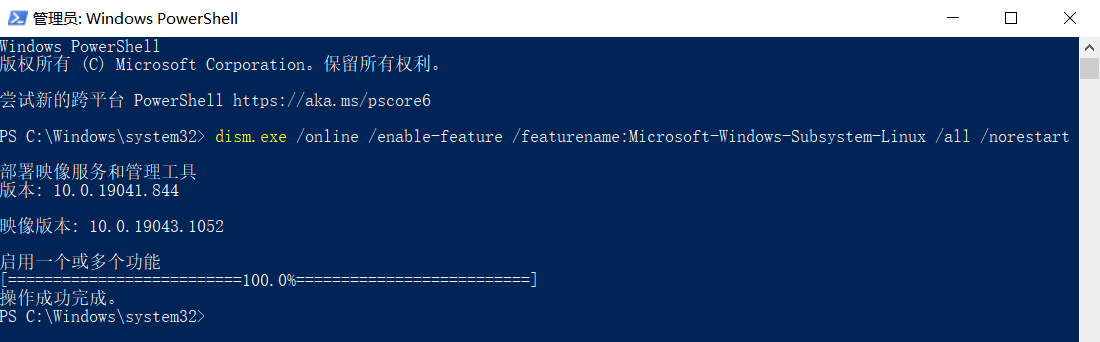 管理员: Windows PowerShell
Windows PowerShell
版权所有 (C) Microsoft Corporation。保留所有权利。
尝试新的跨平台 PowerShell https://aka.ms/pscore6
PS C:\Windows\system32> dism.exe /online /enable-feature /featurename:Microsoft-Windows-Subsystem-Linux /all /norestart
部署映像服务和管理工具
版本: 10.0.19041.844
映像版本: 10.0.19043.1052
启用一个或多个功能
[==========================100.0%==========================]
操作成功完成。
PS C:\Windows\system32>